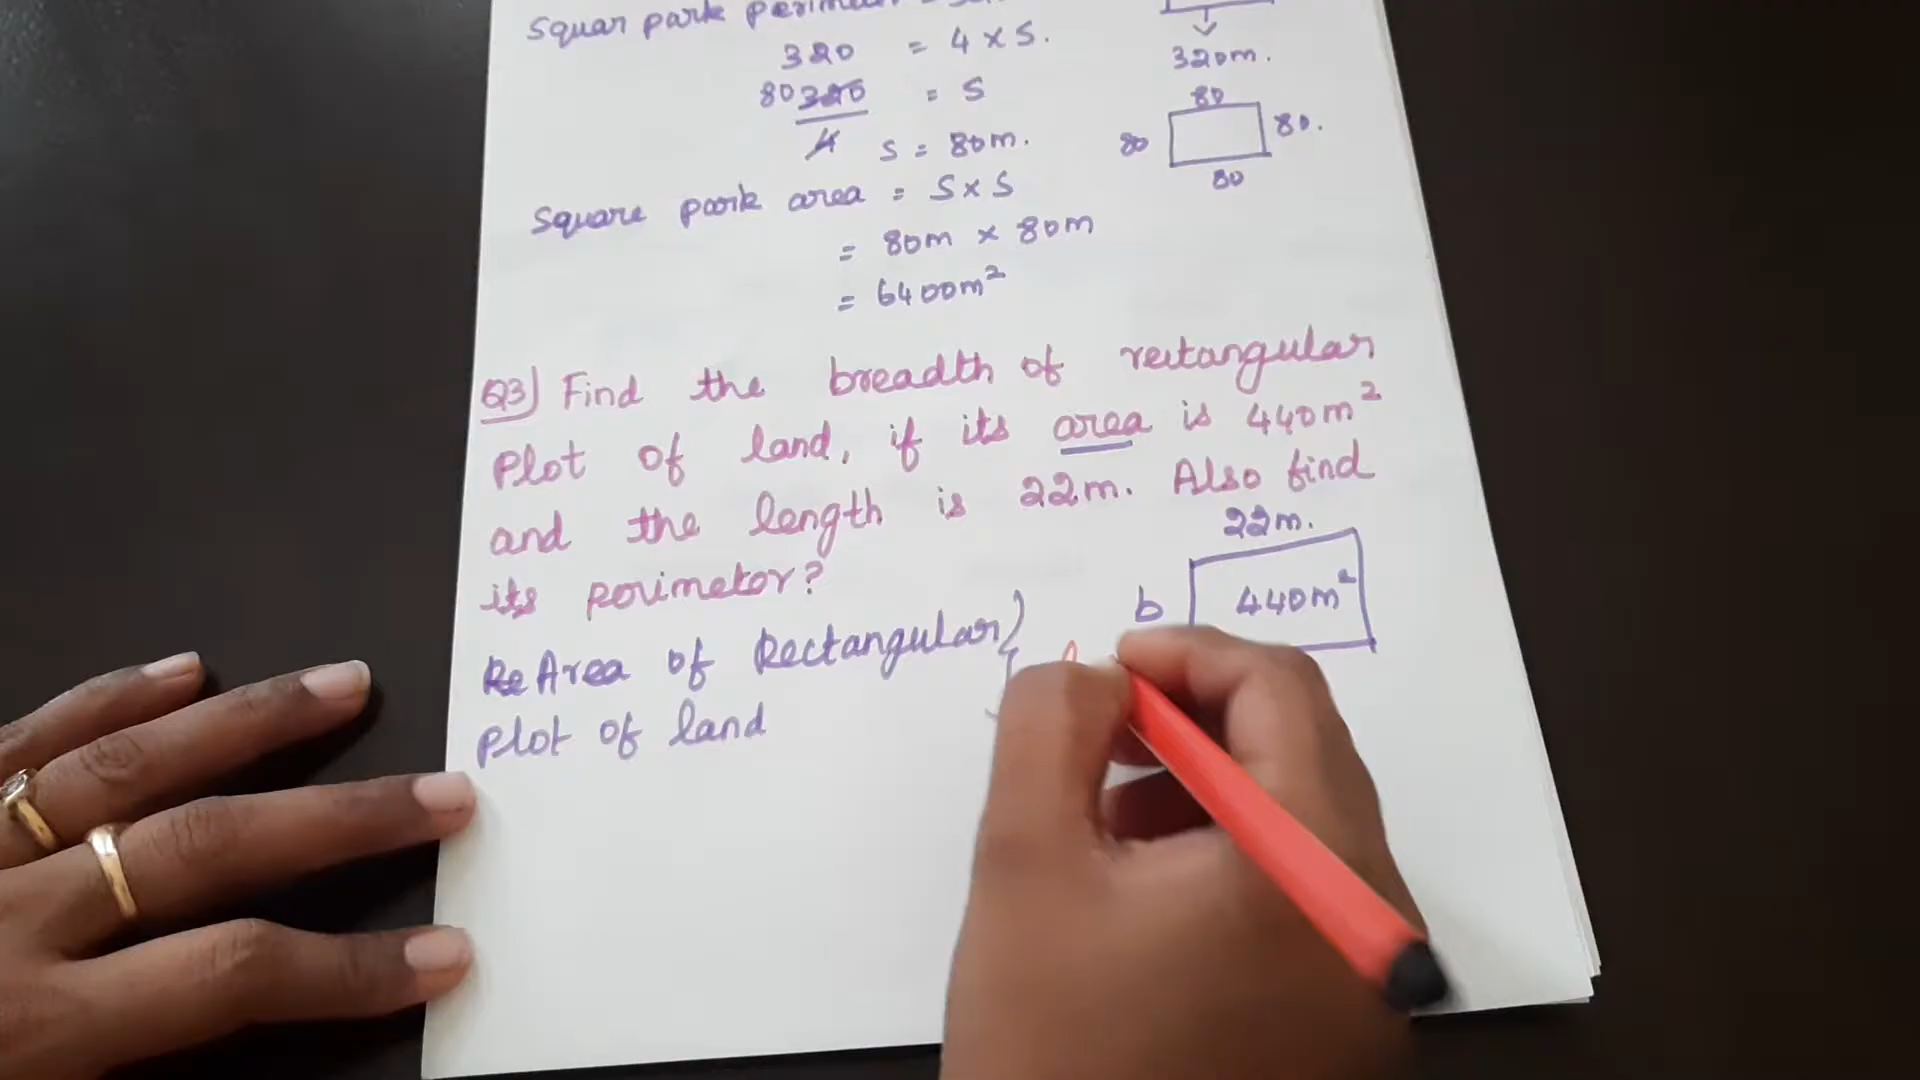 Squar park
320 = 4 × S.
320m.
80 320 = S
80
4
S = 80m.
80
80.
80
Square park area = S × S
= 80m × 80m
= 6400m²
Q3) Find the breadth of rectangular
plot of land, if its area is 440m²
and the length is 22m. Also find
22m.
its perimeter?
b
440m²
Re Area of Rectangular
plot of land